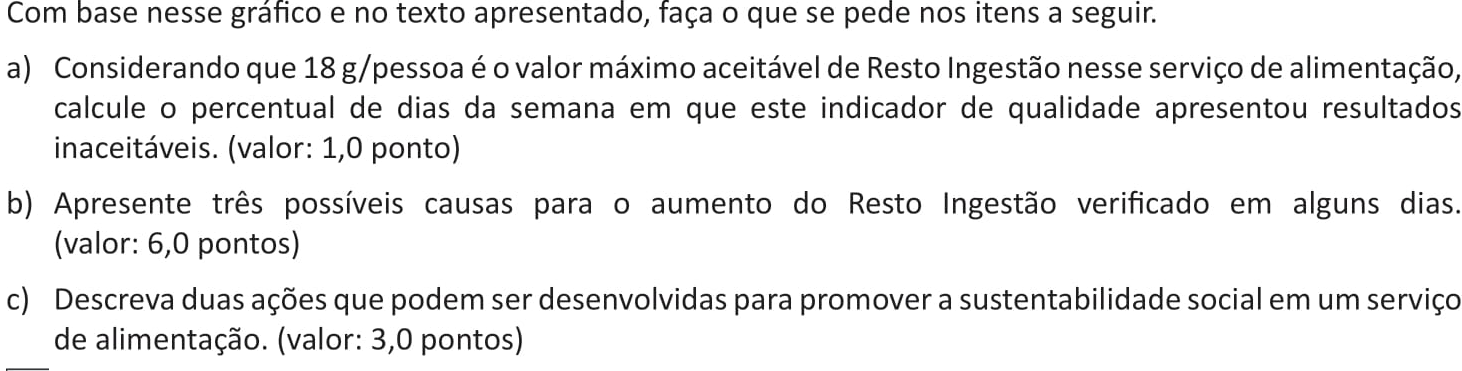 Com base nesse gráfico e no texto apresentado, faça o que se pede nos itens a seguir.
a) Considerando que 18 g/pessoa é o valor máximo aceitável de Resto Ingestão nesse serviço de alimentação,
calcule o percentual de dias da semana em que este indicador de qualidade apresentou resultados
inaceitáveis. (valor: 1,0 ponto)
b) Apresente três possíveis causas para o aumento do Resto Ingestão verificado em alguns dias.
(valor: 6,0 pontos)
c) Descreva duas ações que podem ser desenvolvidas para promover a sustentabilidade social em um serviço
de alimentação. (valor: 3,0 pontos)